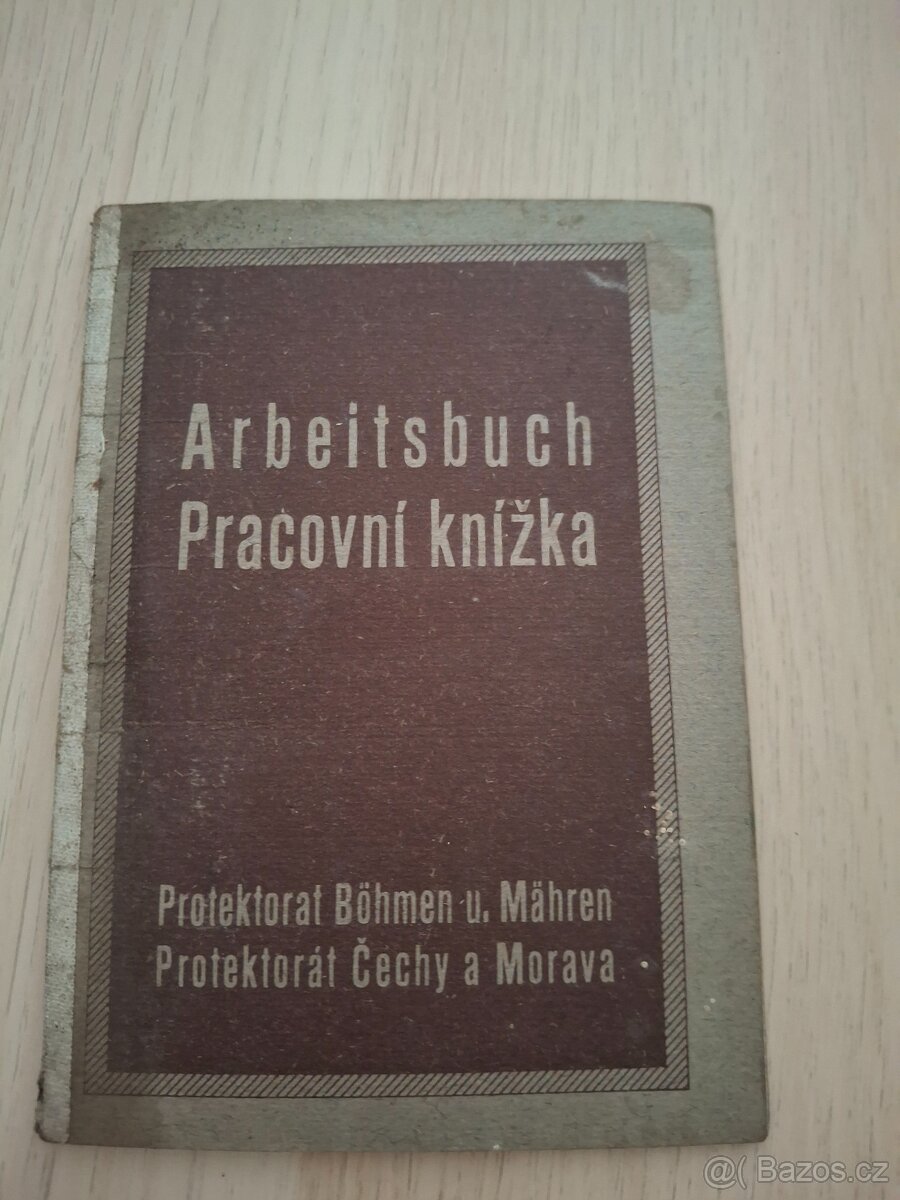 Arbeitsbuch
Pracovní knížka
Protektorat Böhmen u. Mähren
Protektorát Čechy a Morava
@( Bazos.cz